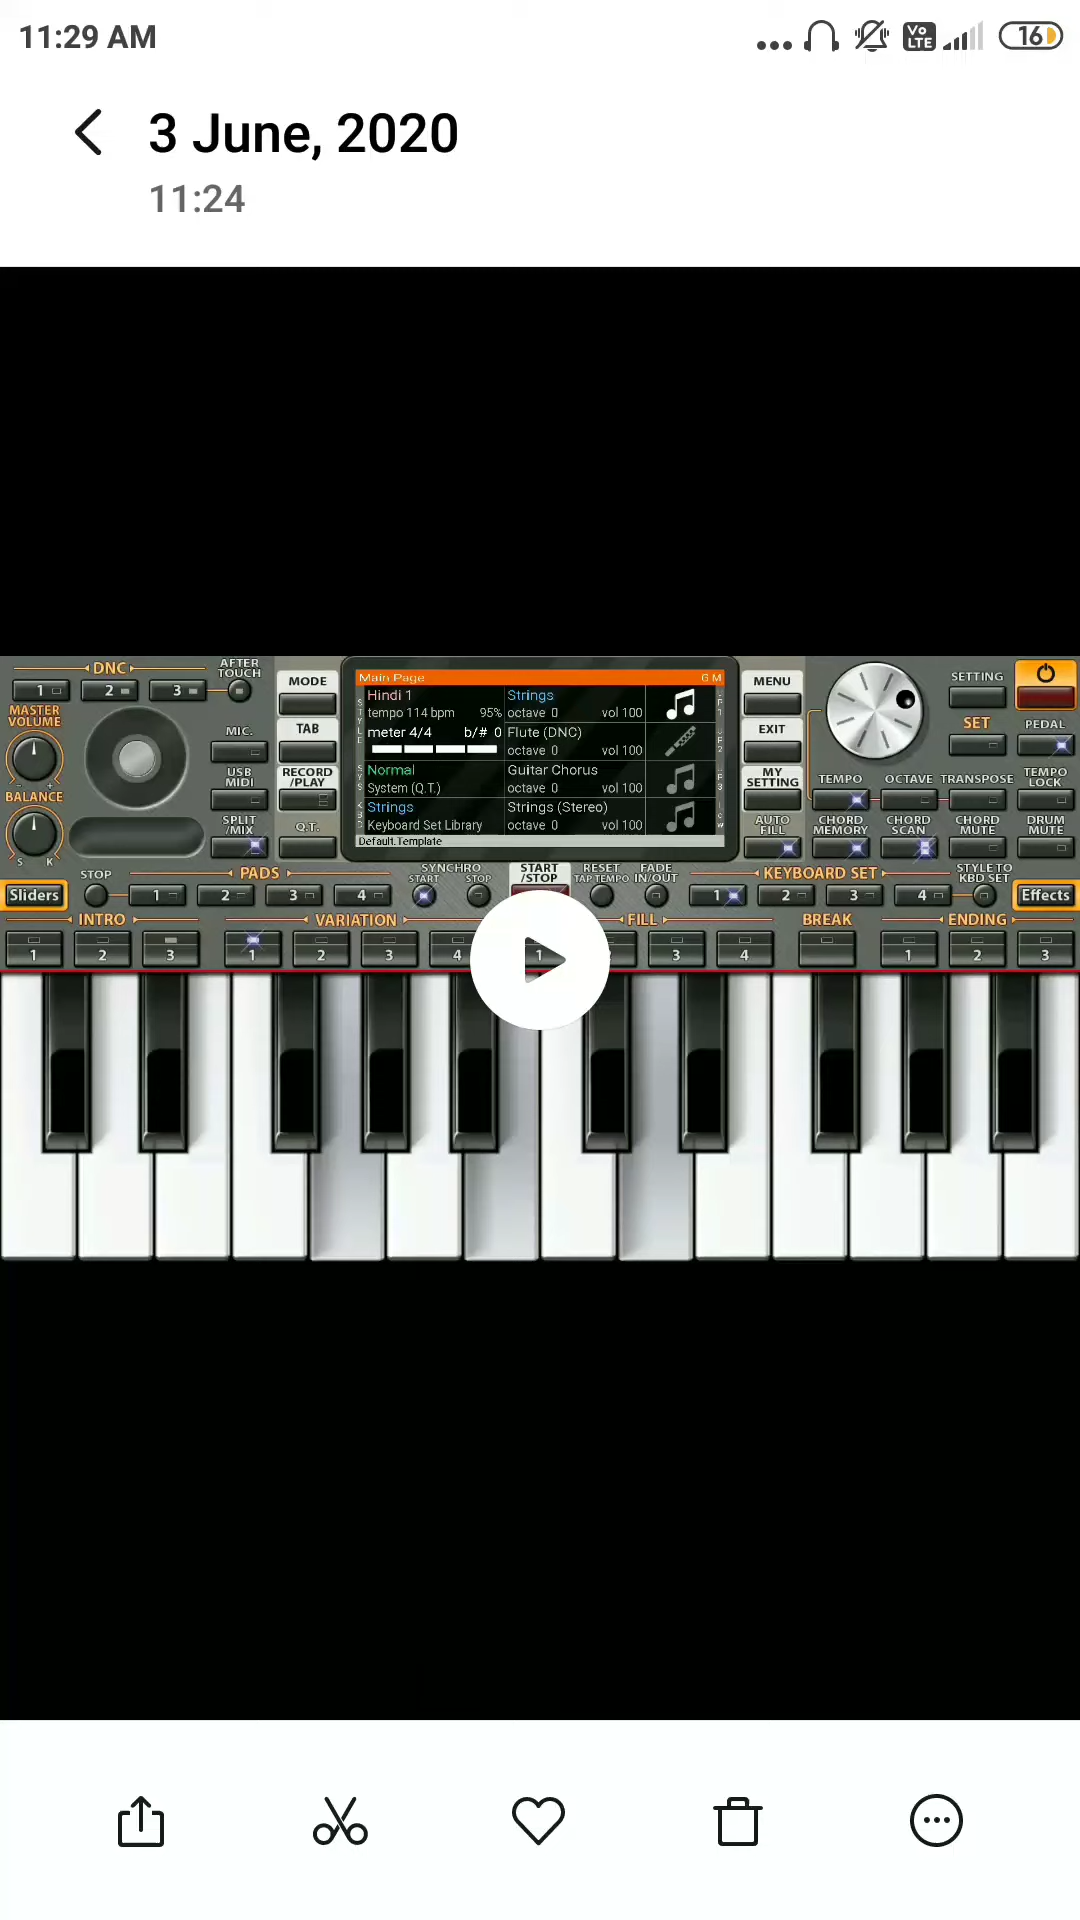 11:29 AM
Vo LTE
16
3 June, 2020
11:24
DNC
AFTER TOUCH
1 2 3
MASTER VOLUME
- +
BALANCE
S K
MIC.
USB MIDI
SPLIT /MIX
MODE
TAB
RECORD /PLAY
Q.T.
Main Page G M
Hindi 1
tempo 114 bpm 95%
meter 4/4 b/# 0
Normal
System (Q.T.)
Strings
Keyboard Set Library
Strings
octave 0 vol 100
Flute (DNC)
octave 0 vol 100
Guitar Chorus
octave 0 vol 100
Strings (Stereo)
octave 0 vol 100
Default.Template
MENU
EXIT
MY SETTING
AUTO FILL
SETTING
SET
PEDAL
TEMPO OCTAVE TRANSPOSE TEMPO LOCK
CHORD MEMORY CHORD SCAN CHORD MUTE DRUM MUTE
Sliders
STOP
PADS
1 2 3 4
SYNCHRO
START STOP
START /STOP
RESET TAP TEMPO
FADE IN/OUT
KEYBOARD SET
1 2 3 4
STYLE TO KBD SET
Effects
INTRO VARIATION FILL BREAK ENDING
1 2 3 1 2 3 4 1 3 4 1 2 3